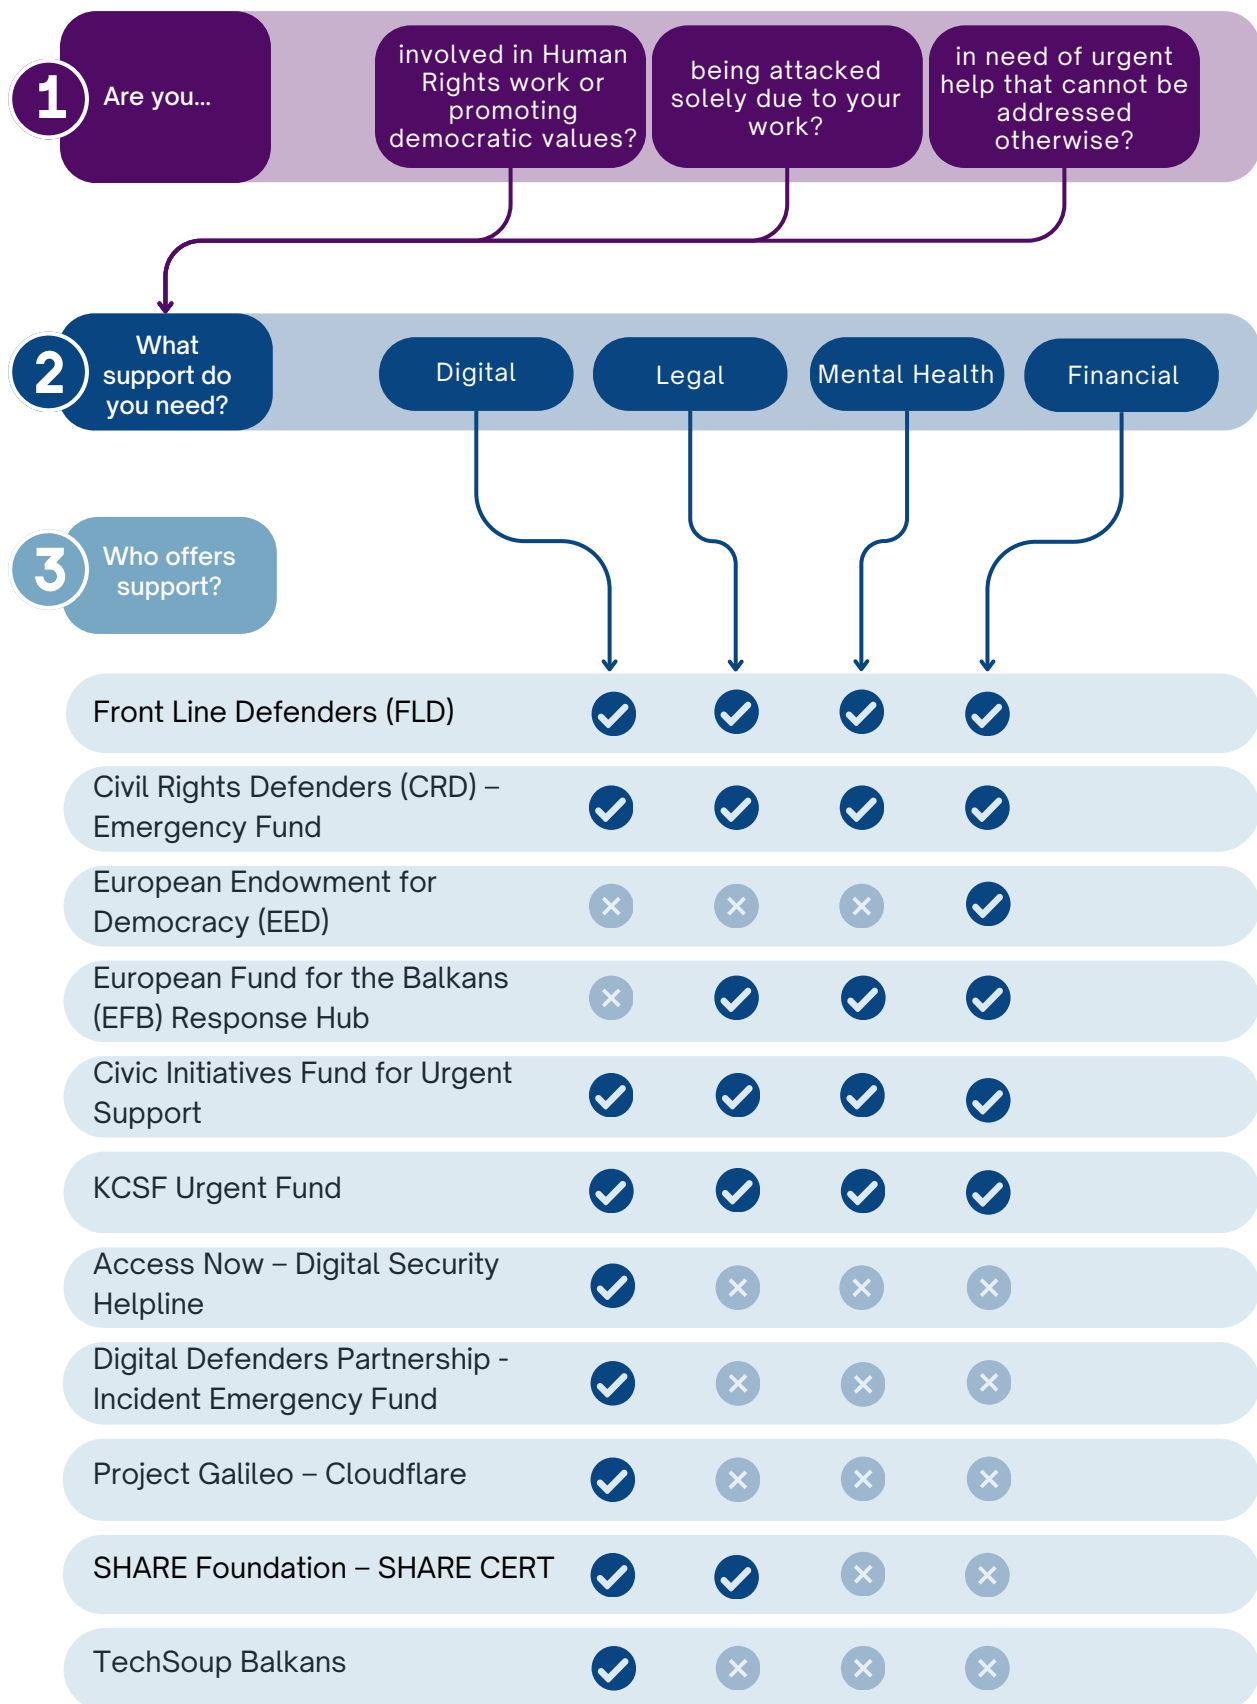 1
Are you...
involved in Human
Rights work or
promoting
democratic values?
being attacked
solely due to your
work?
in need of urgent
help that cannot be
addressed
otherwise?
2
What
support do
you need?
Digital
Legal
Mental Health
Financial
3
Who offers
support?
Front Line Defenders (FLD)
Civil Rights Defenders (CRD) –
Emergency Fund
European Endowment for
Democracy (EED)
European Fund for the Balkans
(EFB) Response Hub
Civic Initiatives Fund for Urgent
Support
KCSF Urgent Fund
Access Now – Digital Security
Helpline
Digital Defenders Partnership -
Incident Emergency Fund
Project Galileo – Cloudflare
SHARE Foundation – SHARE CERT
TechSoup Balkans